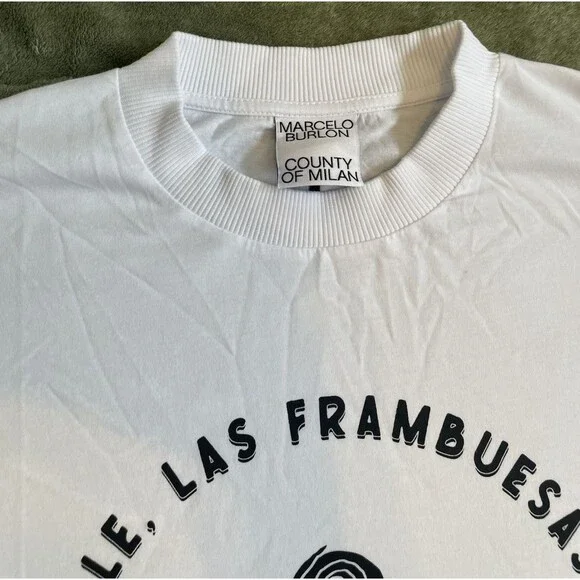 MARCELO
BURLON
COUNTY
OF MILAN
LE, LAS FRAMBUESAS